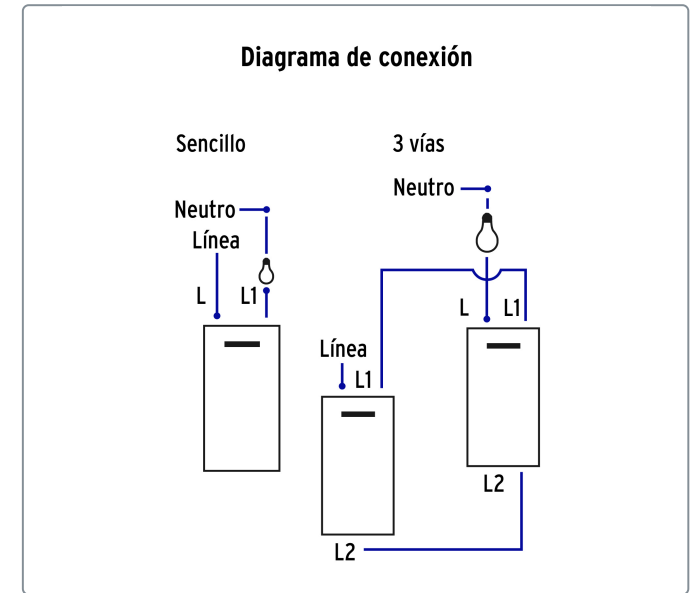 Diagrama de conexión
Sencillo
Neutro
Línea
L
L1
3 vías
Neutro
L
L1
Línea
L1
L2
L2